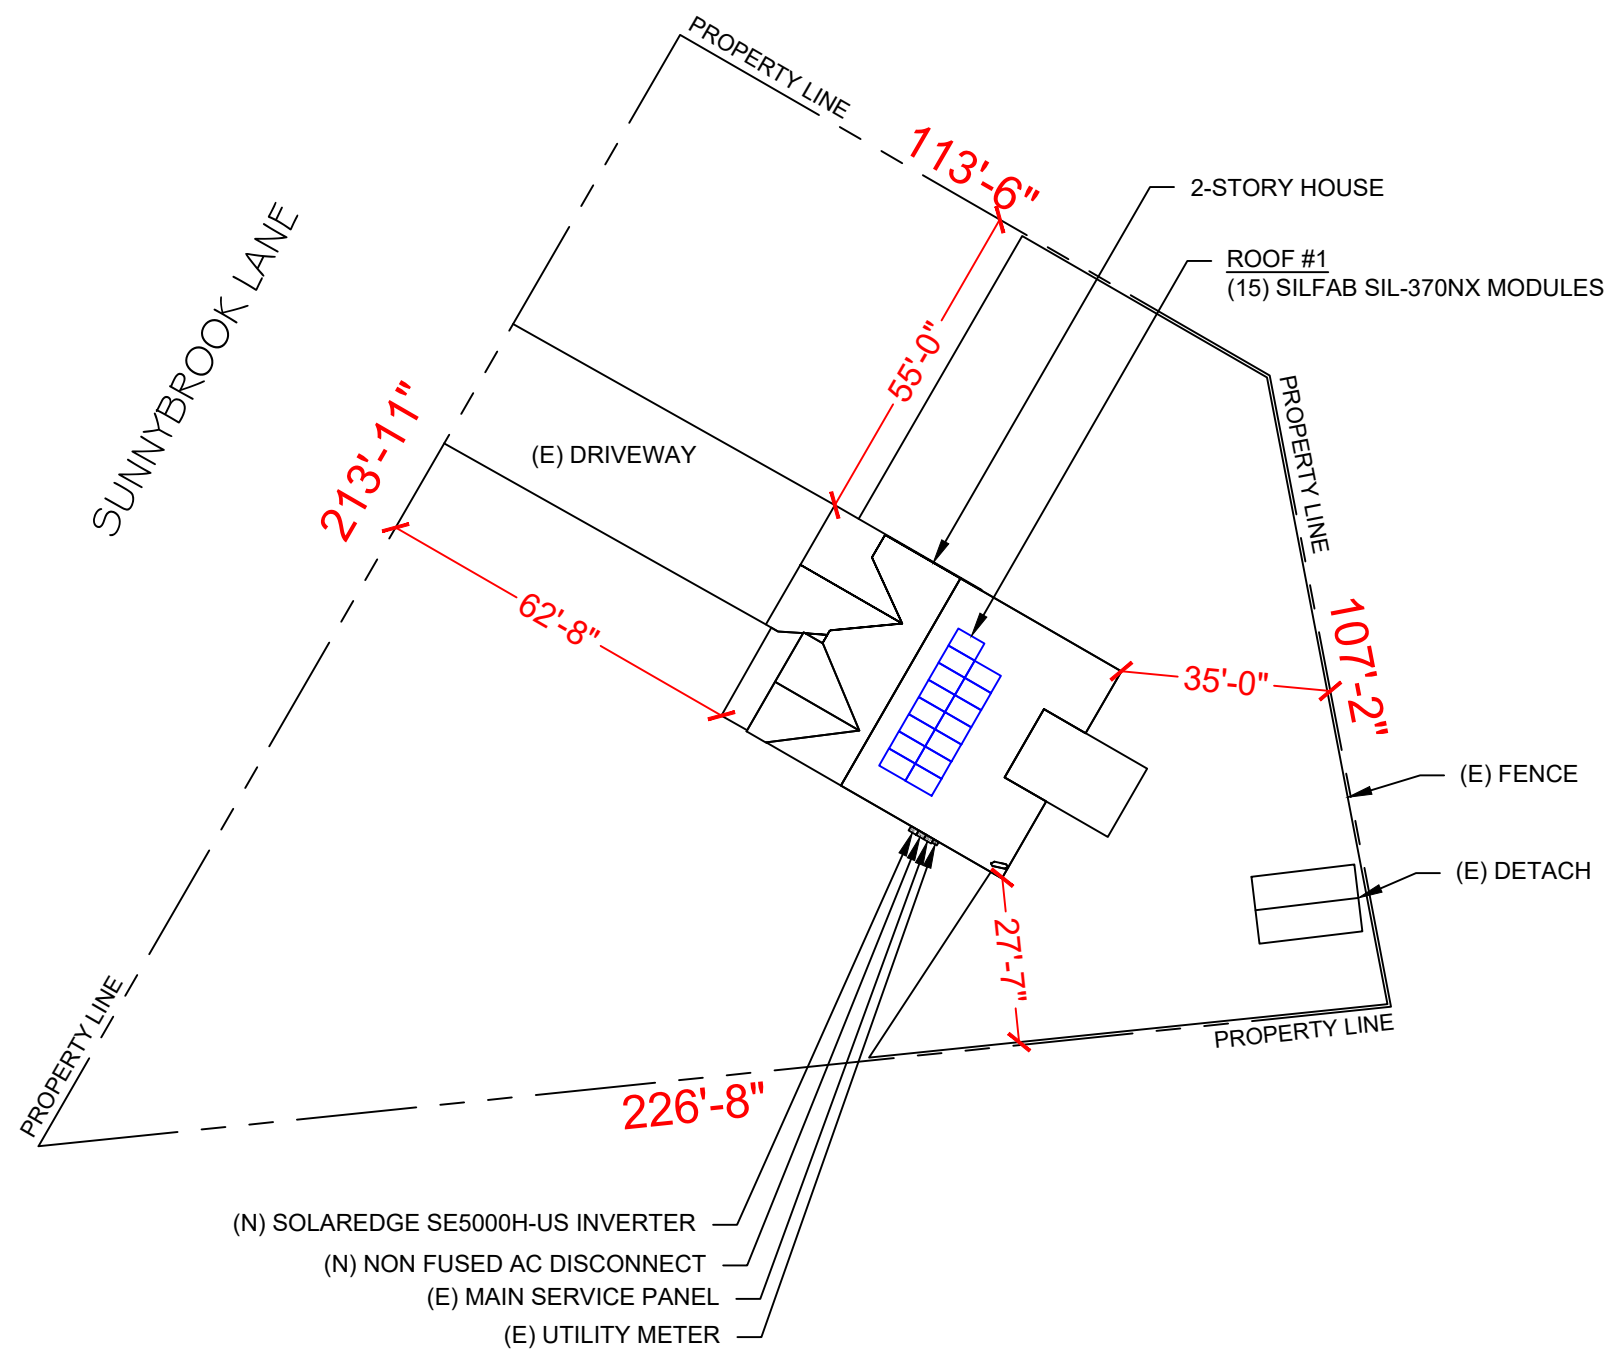 PROPERTY LINE
113'-6"
2-STORY HOUSE
ROOF #1
(15) SILFAB SIL-370NX MODULES
SUNNYBROOK LANE
55'-0"
213'-11"
(E) DRIVEWAY
PROPERTY LINE
62'-8"
35'-0"
107'-2"
(E) FENCE
(E) DETACH
27'-7"
PROPERTY LINE
PROPERTY LINE
226'-8"
(N) SOLAREDGE SE5000H-US INVERTER
(N) NON FUSED AC DISCONNECT
(E) MAIN SERVICE PANEL
(E) UTILITY METER